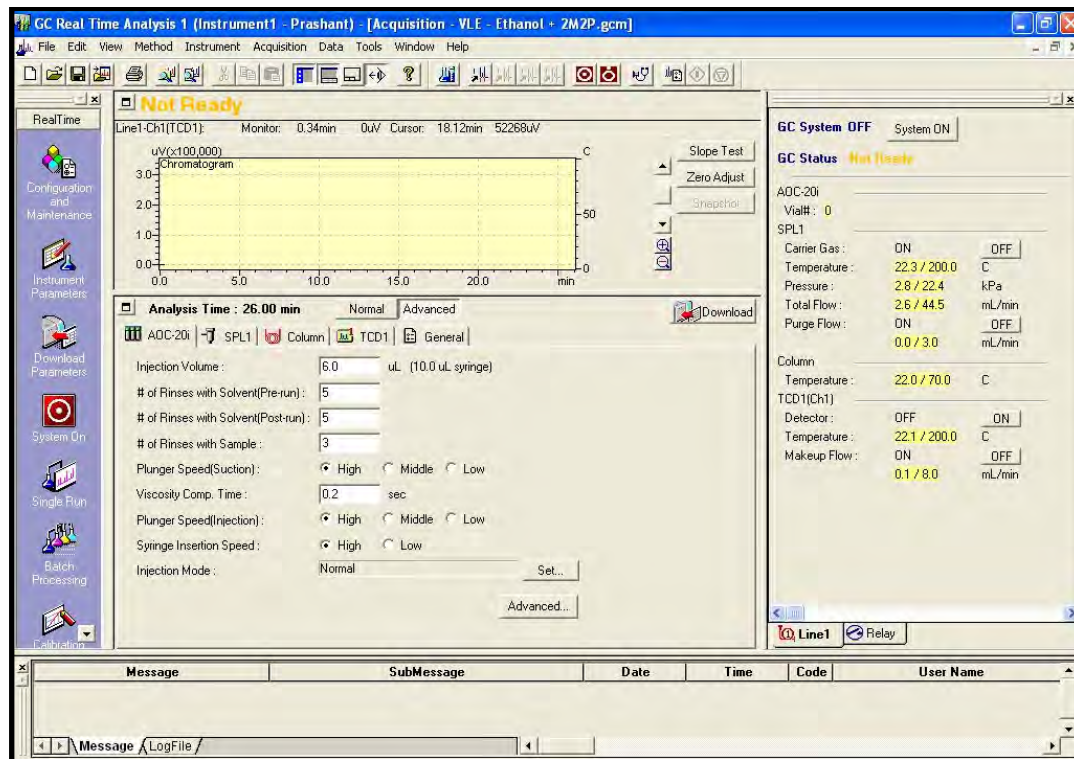 GC Real Time Analysis 1 (Instrument1 - Prashant) - [Acquisition - VLE - Ethanol + 2M2P.gcm]
File Edit View Method Instrument Acquisition Data Tools Window Help
RealTime
Configuration and Maintenance
Instrument Parameters
Download Parameters
System On
Single Run
Batch Processing
Calibration
Not Ready
Line1-Ch1(TCD1): Monitor: 0.34min 0uV Cursor: 18.12min 52268uV
uV(x100,000) C
Chromatogram
3.0
2.0
1.0
0.0
50
0
0.0 5.0 10.0 15.0 20.0 min
Slope Test
Zero Adjust
Snapshot
Analysis Time : 26.00 min Normal Advanced
Download
AOC-20i SPL1 Column TCD1 General
Injection Volume : 6.0 uL (10.0 uL syringe)
# of Rinses with Solvent(Pre-run) : 5
# of Rinses with Solvent(Post-run) : 5
# of Rinses with Sample : 3
Plunger Speed(Suction) : High Middle Low
Viscosity Comp. Time : 0.2 sec
Plunger Speed(Injection) : High Middle Low
Syringe Insertion Speed : High Low
Injection Mode : Normal Set...
Advanced...
GC System OFF System ON
GC Status Not Ready
AOC-20i
Vial# : 0
SPL1
Carrier Gas : ON OFF
Temperature : 22.3 / 200.0 C
Pressure : 2.8 / 22.4 kPa
Total Flow : 2.6 / 44.5 mL/min
Purge Flow : ON OFF
0.0 / 3.0 mL/min
Column
Temperature : 22.0 / 70.0 C
TCD1(Ch1)
Detector : OFF ON
Temperature : 22.1 / 200.0 C
Makeup Flow : ON OFF
0.1 / 8.0 mL/min
Line1 Relay
Message SubMessage Date Time Code User Name
Message LogFile